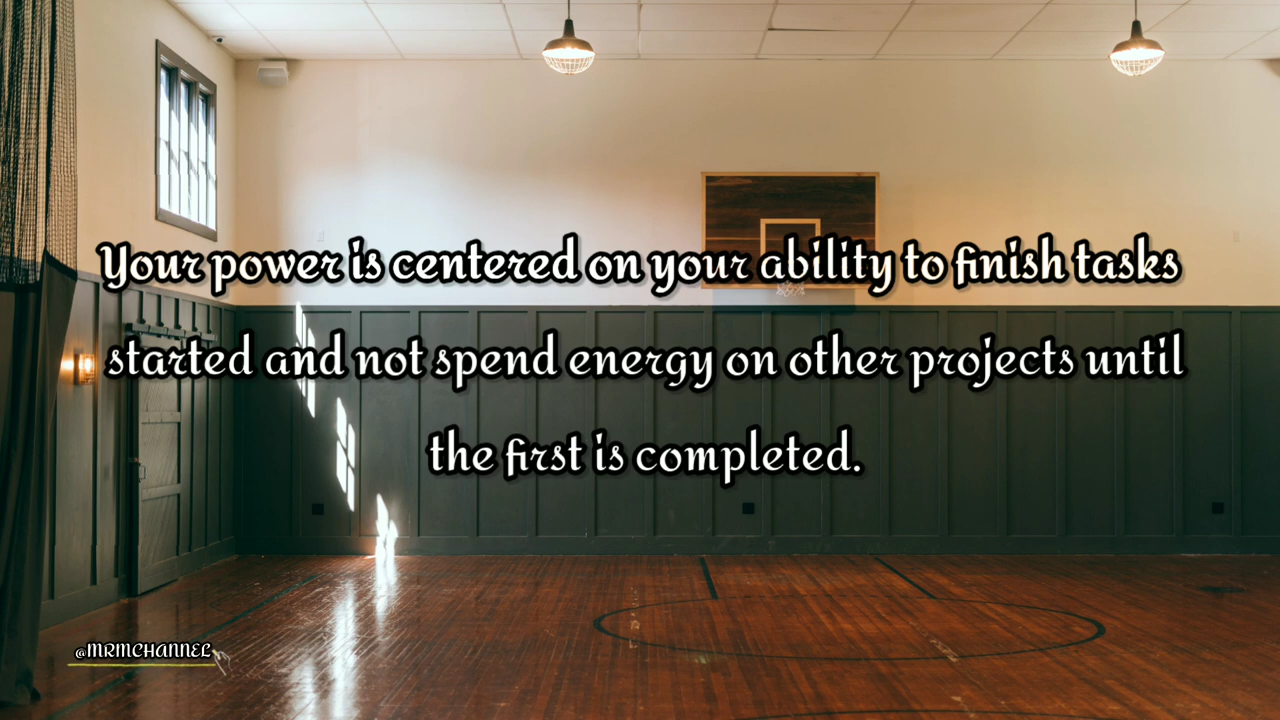 Your power is centered on your ability to finish tasks
started and not spend energy on other projects until
the first is completed.
@MRMCHANNEL